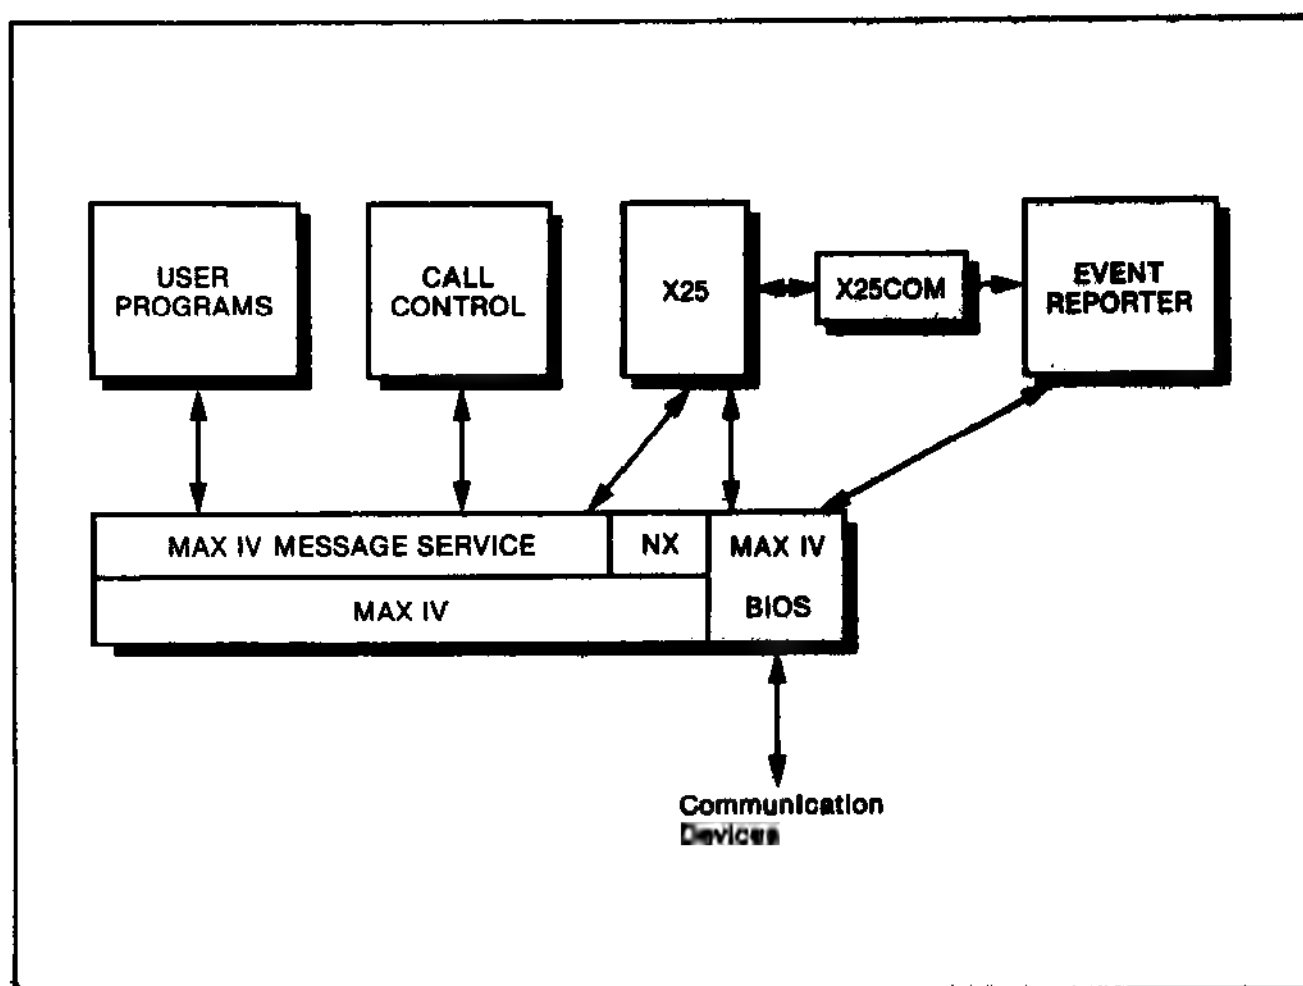 USER
PROGRAMS
CALL
CONTROL
X25
X25COM
EVENT
REPORTER
MAX IV MESSAGE SERVICE
NX
MAX IV
BIOS
MAX IV
Communication
Devices